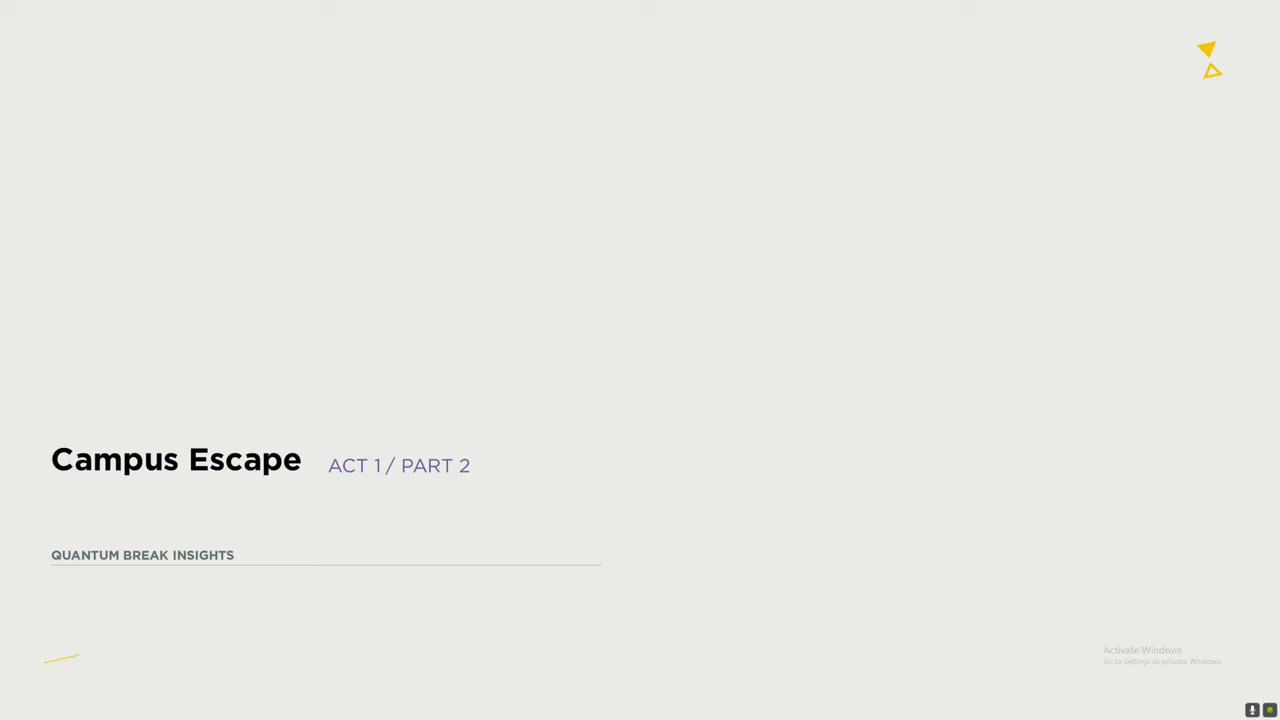 Campus Escape ACT 1 / PART 2
QUANTUM BREAK INSIGHTS
Activate Windows
Go to Settings to activate Windows.